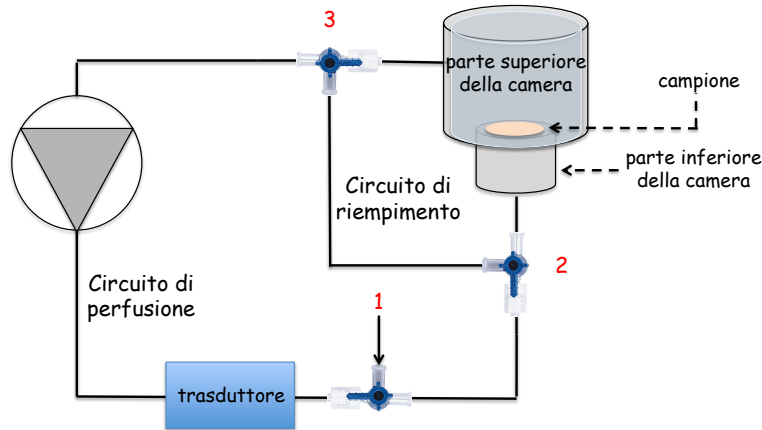 3
parte superiore
della camera
campione
parte inferiore
della camera
Circuito di
riempimento
2
Circuito di
perfusione
1
trasduttore